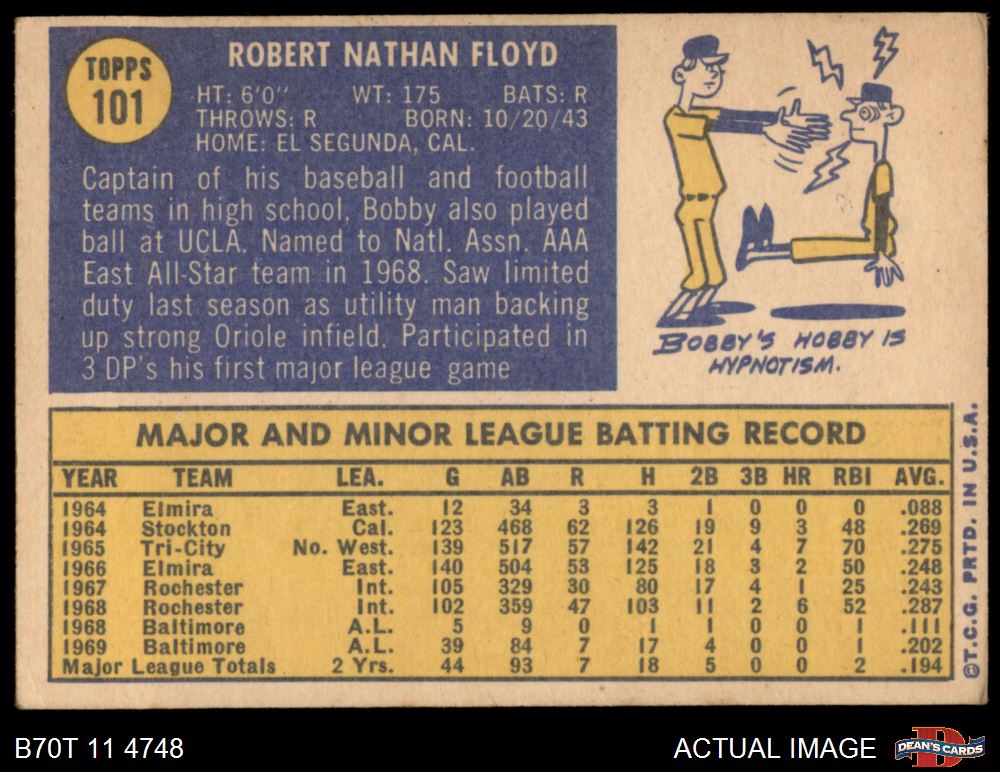 TOPPS
101
ROBERT NATHAN FLOYD
HT: 6'0" WT: 175 BATS: R
THROWS: R BORN: 10/20/43
HOME: EL SEGUNDA, CAL.
Captain of his baseball and football
teams in high school, Bobby also played
ball at UCLA. Named to Natl. Assn. AAA
East All-Star team in 1968. Saw limited
duty last season as utility man backing
up strong Oriole infield. Participated in
3 DP's his first major league game
BOBBY'S HOBBY IS
HYPNOTISM.
MAJOR AND MINOR LEAGUE BATTING RECORD
YEAR TEAM LEA. G AB R H 2B 3B HR RBI AVG.
1964 Elmira East. 12 34 3 3 1 0 0 0 .088
1964 Stockton Cal. 123 468 62 126 19 9 3 48 .269
1965 Tri-City No. West. 139 517 57 142 21 4 7 70 .275
1966 Elmira East. 140 504 53 125 18 3 2 50 .248
1967 Rochester Int. 105 329 30 80 17 4 1 25 .243
1968 Rochester Int. 102 359 47 103 11 2 6 52 .287
1968 Baltimore A.L. 5 9 0 1 1 0 0 1 .111
1969 Baltimore A.L. 39 84 7 17 4 0 0 1 .202
Major League Totals 2 Yrs. 44 93 7 18 5 0 0 2 .194
©T.C.G. PRTD. IN U.S.A.
B70T 11 4748
ACTUAL IMAGE
D
DEAN'S CARDS